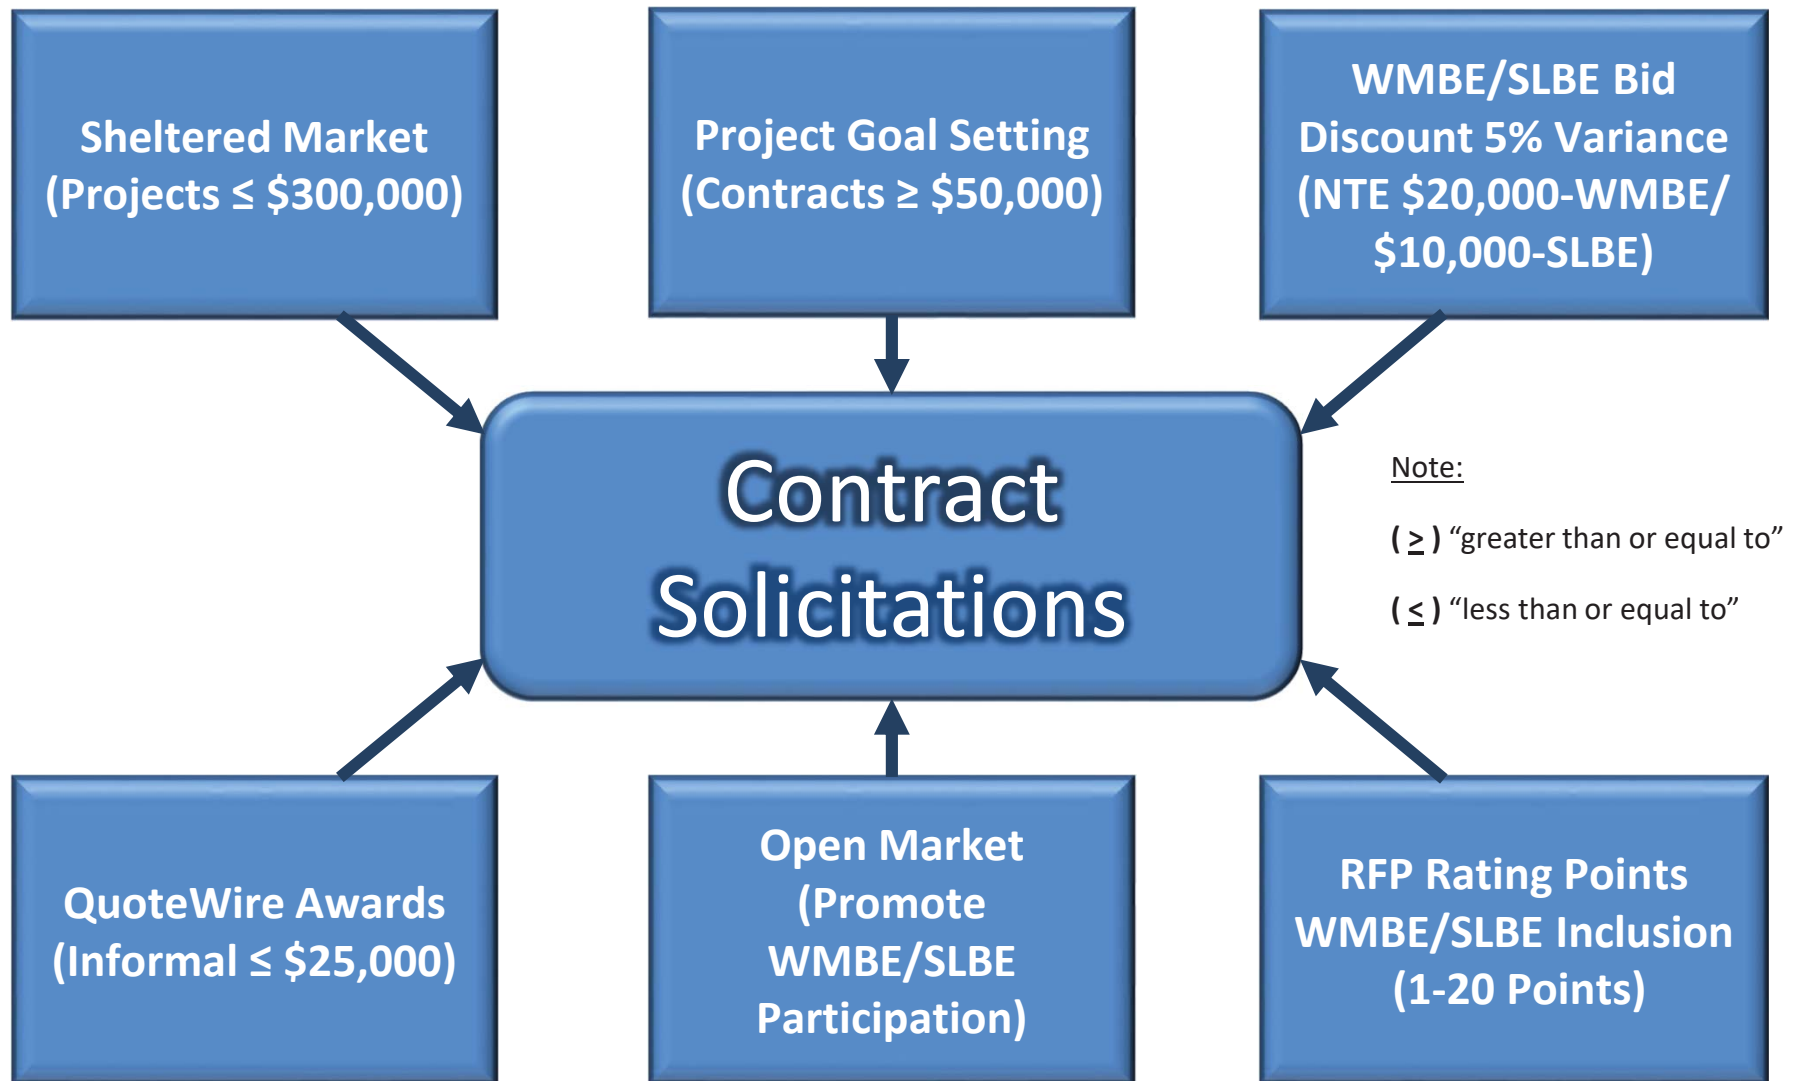 Sheltered Market
(Projects ≤ $300,000)
Project Goal Setting
(Contracts ≥ $50,000)
WMBE/SLBE Bid
Discount 5% Variance
(NTE $20,000-WMBE/
$10,000-SLBE)
Contract
Solicitations
Note:
( ≥ ) “greater than or equal to”
( ≤ ) “less than or equal to”
QuoteWire Awards
(Informal ≤ $25,000)
Open Market
(Promote
WMBE/SLBE
Participation)
RFP Rating Points
WMBE/SLBE Inclusion
(1-20 Points)